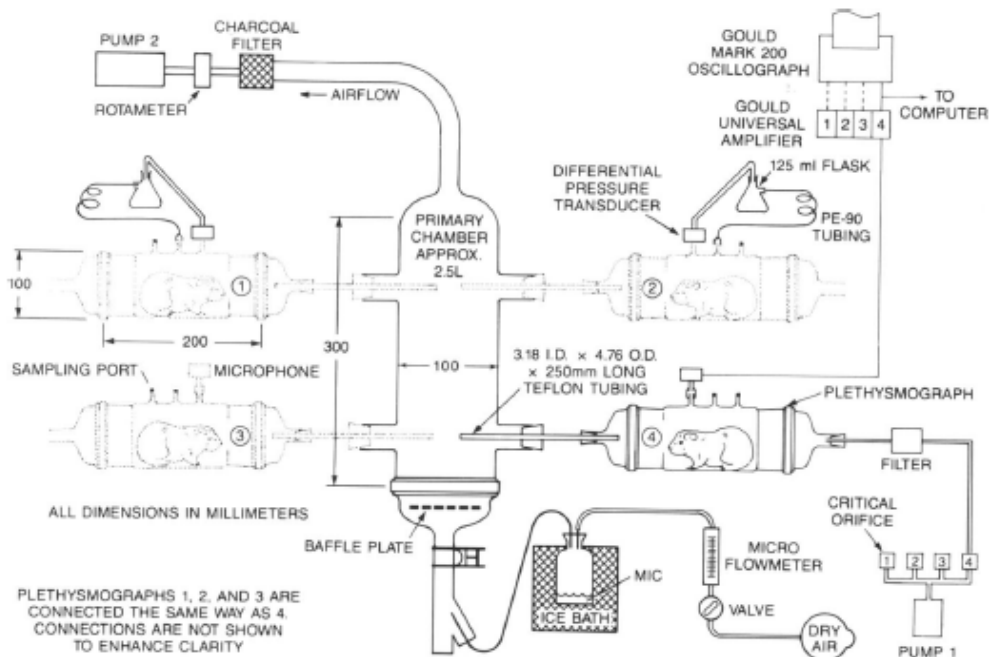 PUMP 2
CHARCOAL
FILTER
ROTAMETER
AIRFLOW
GOULD
MARK 200
OSCILLOGRAPH
TO
COMPUTER
GOULD
UNIVERSAL
AMPLIFIER
1 2 3 4
DIFFERENTIAL
PRESSURE
TRANSDUCER
125 ml FLASK
PE-90
TUBING
PRIMARY
CHAMBER
APPROX.
2.5L
100
1
2
200
300
100
SAMPLING PORT
MICROPHONE
3.18 I.D. × 4.76 O.D.
× 250mm LONG
TEFLON TUBING
PLETHYSMOGRAPH
3
4
FILTER
ALL DIMENSIONS IN MILLIMETERS
BAFFLE PLATE
CRITICAL
ORIFICE
1 2 3 4
MICRO
FLOWMETER
MIC
ICE BATH
VALVE
DRY
AIR
PUMP 1
PLETHYSMOGRAPHS 1, 2, AND 3 ARE
CONNECTED THE SAME WAY AS 4.
CONNECTIONS ARE NOT SHOWN
TO ENHANCE CLARITY